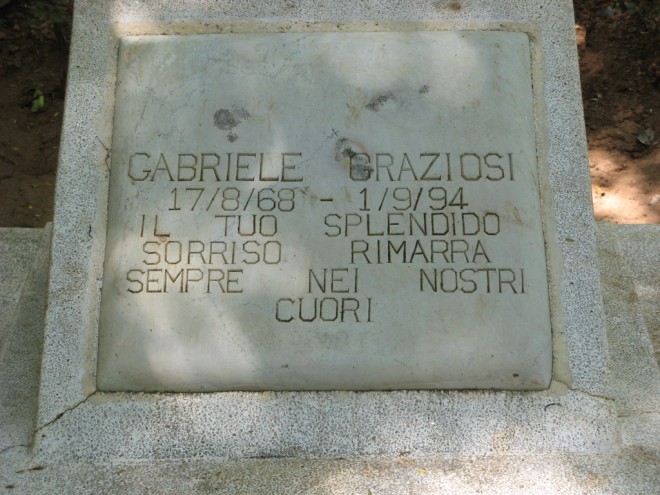 GABRIELE GRAZIOSI
17/8/68 - 1/9/94
IL TUO SPLENDIDO
SORRISO RIMARRA
SEMPRE NEI NOSTRI
CUORI